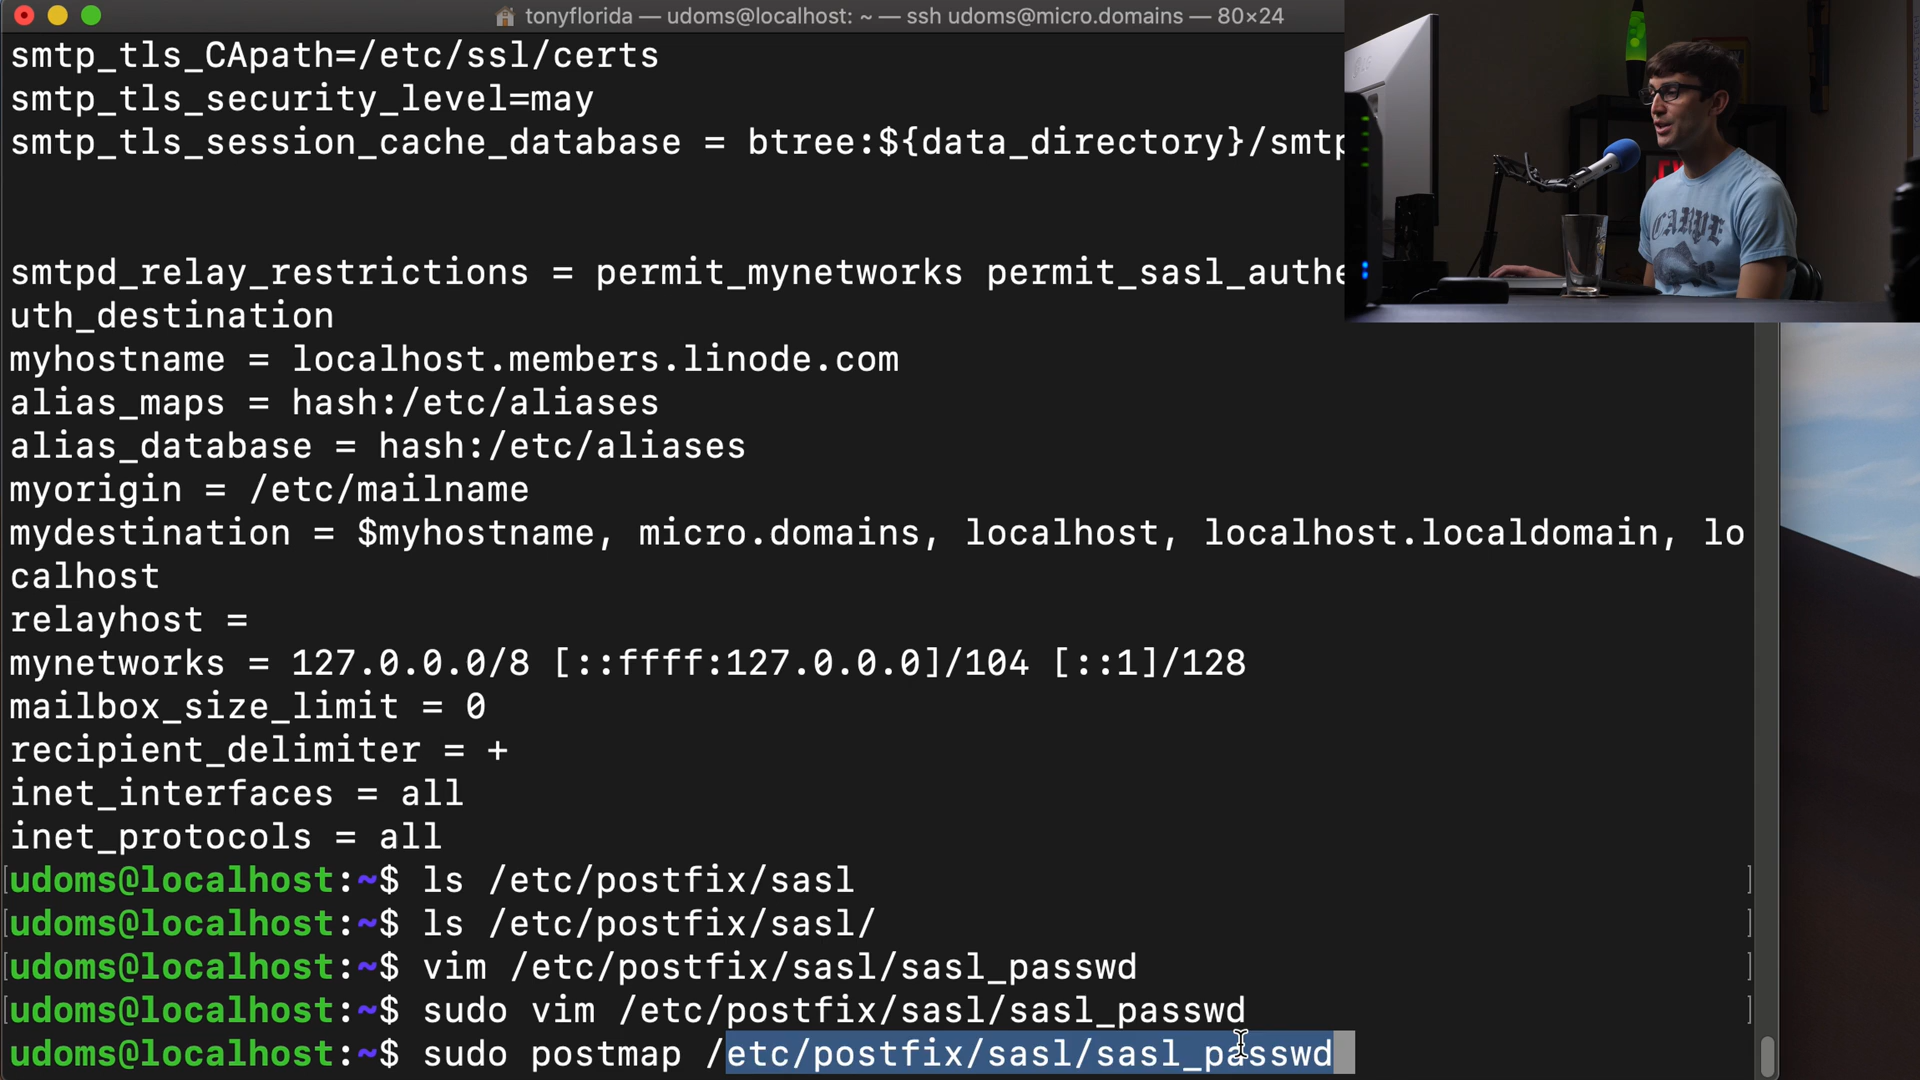 tonyflorida — udoms@localhost: ~ — ssh udoms@micro.domains — 80×24
smtp_tls_CApath=/etc/ssl/certs
smtp_tls_security_level=may
smtp_tls_session_cache_database = btree:${data_directory}/smtp
smtpd_relay_restrictions = permit_mynetworks permit_sasl_authe
uth_destination
myhostname = localhost.members.linode.com
alias_maps = hash:/etc/aliases
alias_database = hash:/etc/aliases
myorigin = /etc/mailname
mydestination = $myhostname, micro.domains, localhost, localhost.localdomain, lo
calhost
relayhost =
mynetworks = 127.0.0.0/8 [::ffff:127.0.0.0]/104 [::1]/128
mailbox_size_limit = 0
recipient_delimiter = +
inet_interfaces = all
inet_protocols = all
[udoms@localhost:~$ ls /etc/postfix/sasl ]
[udoms@localhost:~$ ls /etc/postfix/sasl/ ]
[udoms@localhost:~$ vim /etc/postfix/sasl/sasl_passwd ]
[udoms@localhost:~$ sudo vim /etc/postfix/sasl/sasl_passwd ]
udoms@localhost:~$ sudo postmap /etc/postfix/sasl/sasl_passwd
CARPE